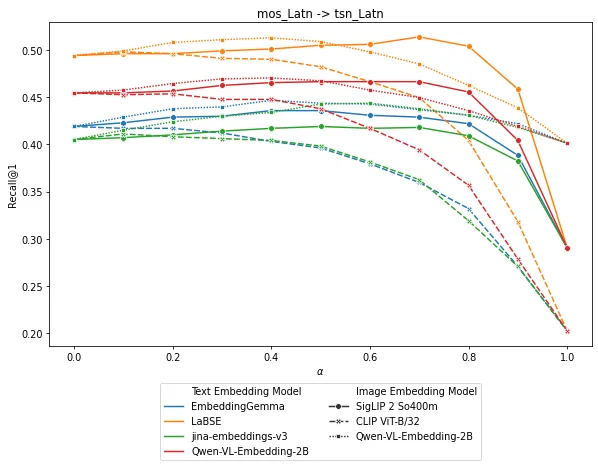 mos_Latn -> tsn_Latn
Recall@1
0.50
0.45
0.40
0.35
0.30
0.25
0.20
0.0 0.2 0.4 0.6 0.8 1.0
α
Text Embedding Model
EmbeddingGemma
LaBSE
jina-embeddings-v3
Qwen-VL-Embedding-2B
Image Embedding Model
SigLIP 2 So400m
CLIP ViT-B/32
Qwen-VL-Embedding-2B